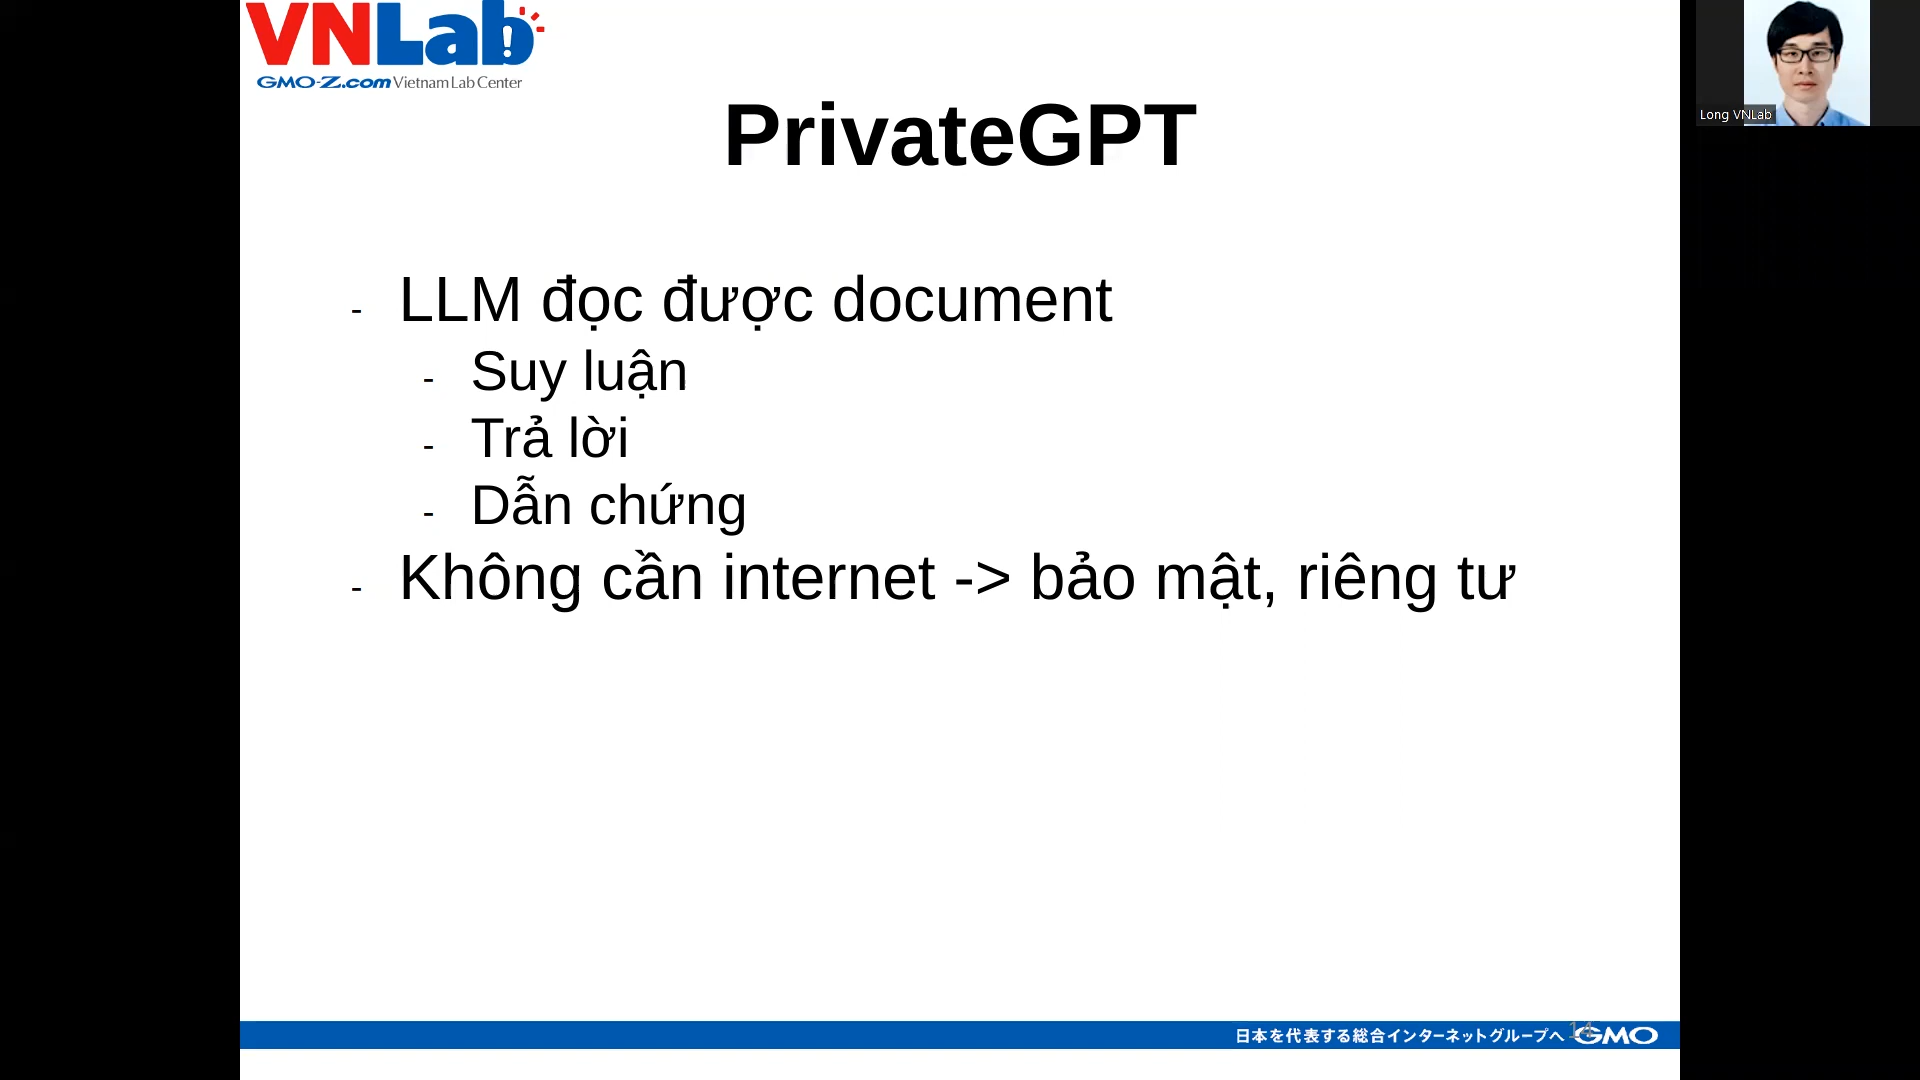 VNLab!
GMO-Z.com Vietnam Lab Center
Long VNLab
PrivateGPT
- LLM đọc được document
- Suy luận
- Trả lời
- Dẫn chứng
- Không cần internet -> bảo mật, riêng tư
日本を代表する総合インターネットグループへ GMO
14